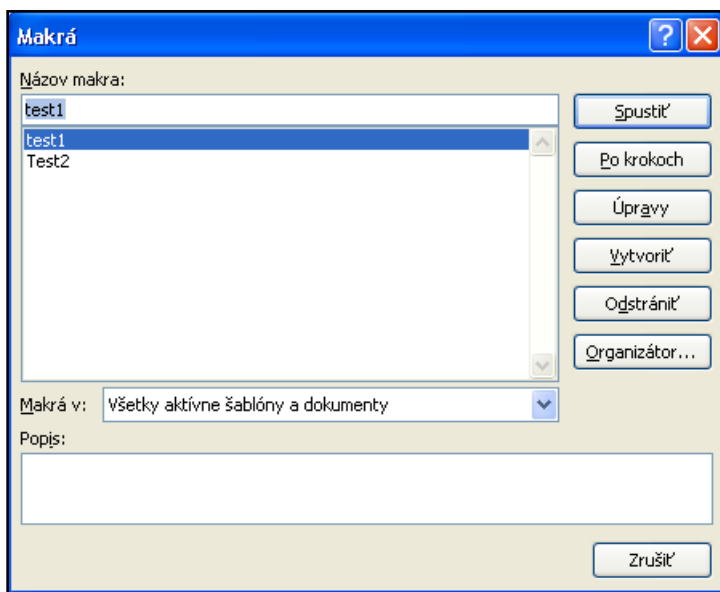 Makrá
Názov makra:
test1
Spustiť
test1
Test2
Po krokoch
Úpravy
Vytvoriť
Odstrániť
Organizátor...
Makrá v: Všetky aktívne šablóny a dokumenty
Popis:
Zrušiť